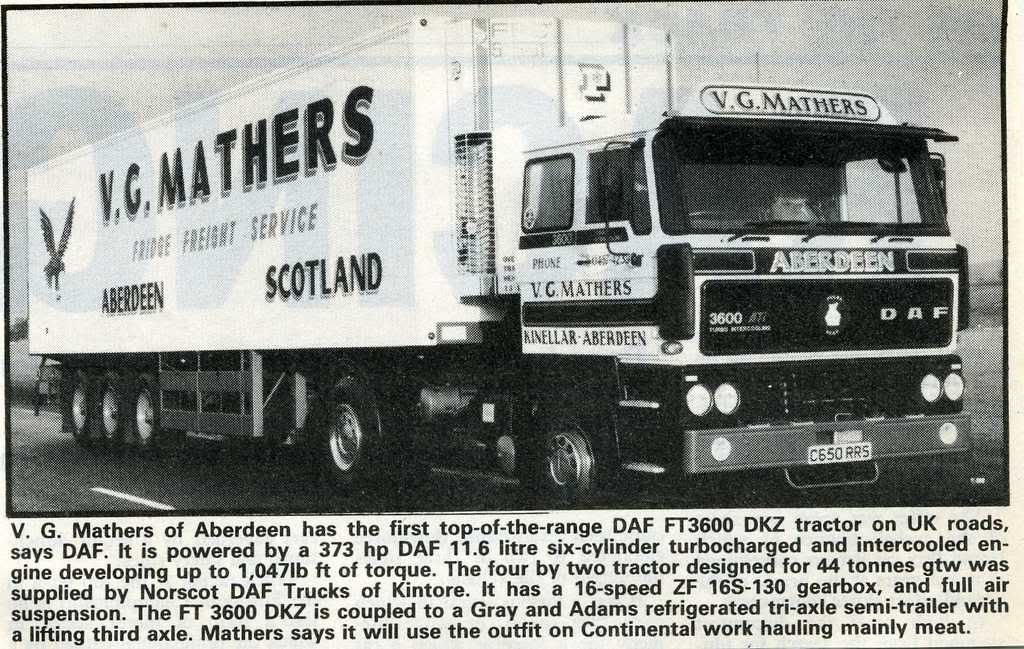 V.G. MATHERS
FRIDGE FREIGHT SERVICE
ABERDEEN
SCOTLAND
V.G. MATHERS
3600
PHONE
V.G. MATHERS
KINELLAR-ABERDEEN
ABERDEEN
3600 ATi
TURBO INTERCOOLING
DAF
C650 RRS
V. G. Mathers of Aberdeen has the first top-of-the-range DAF FT3600 DKZ tractor on UK roads,
says DAF. It is powered by a 373 hp DAF 11.6 litre six-cylinder turbocharged and intercooled en-
gine developing up to 1,047lb ft of torque. The four by two tractor designed for 44 tonnes gtw was
supplied by Norscot DAF Trucks of Kintore. It has a 16-speed ZF 16S-130 gearbox, and full air
suspension. The FT 3600 DKZ is coupled to a Gray and Adams refrigerated tri-axle semi-trailer with
a lifting third axle. Mathers says it will use the outfit on Continental work hauling mainly meat.